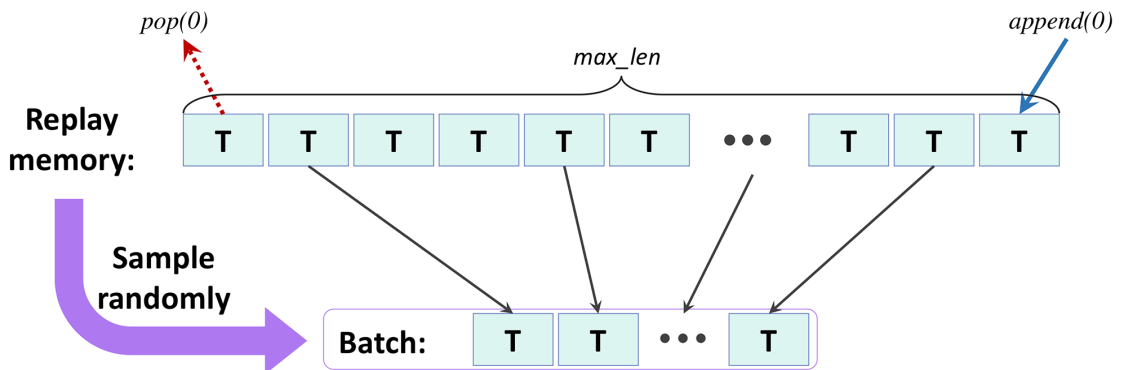 pop(0)
append(0)
max_len
Replay
memory:
T T T T T T ••• T T T
Sample
randomly
Batch: T T ••• T